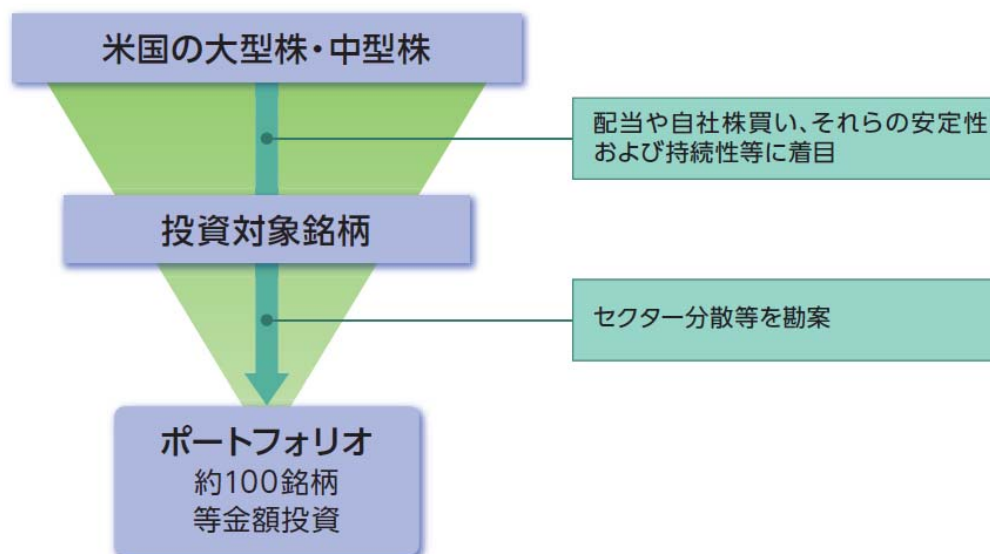 米国の大型株・中型株
配当や自社株買い、それらの安定性
および持続性等に着目
投資対象銘柄
セクター分散等を勘案
ポートフォリオ
約100銘柄
等金額投資